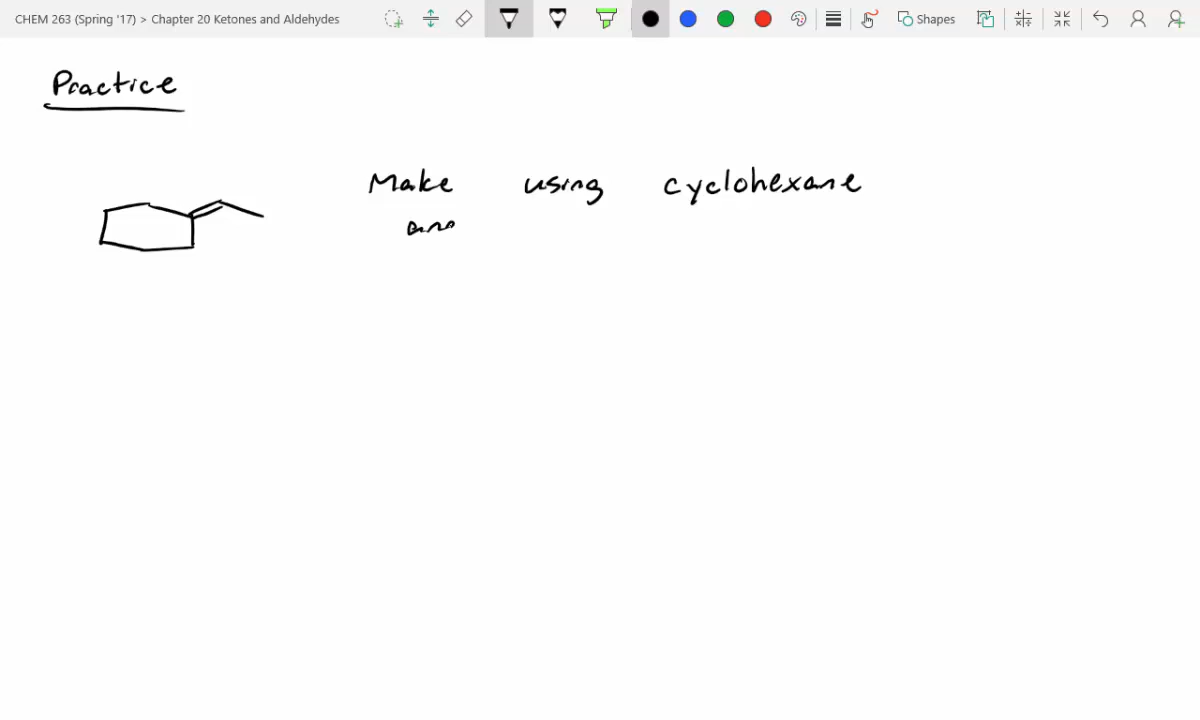 CHEM 263 (Spring '17) > Chapter 20 Ketones and Aldehydes
Shapes
Practice
Make using cyclohexane